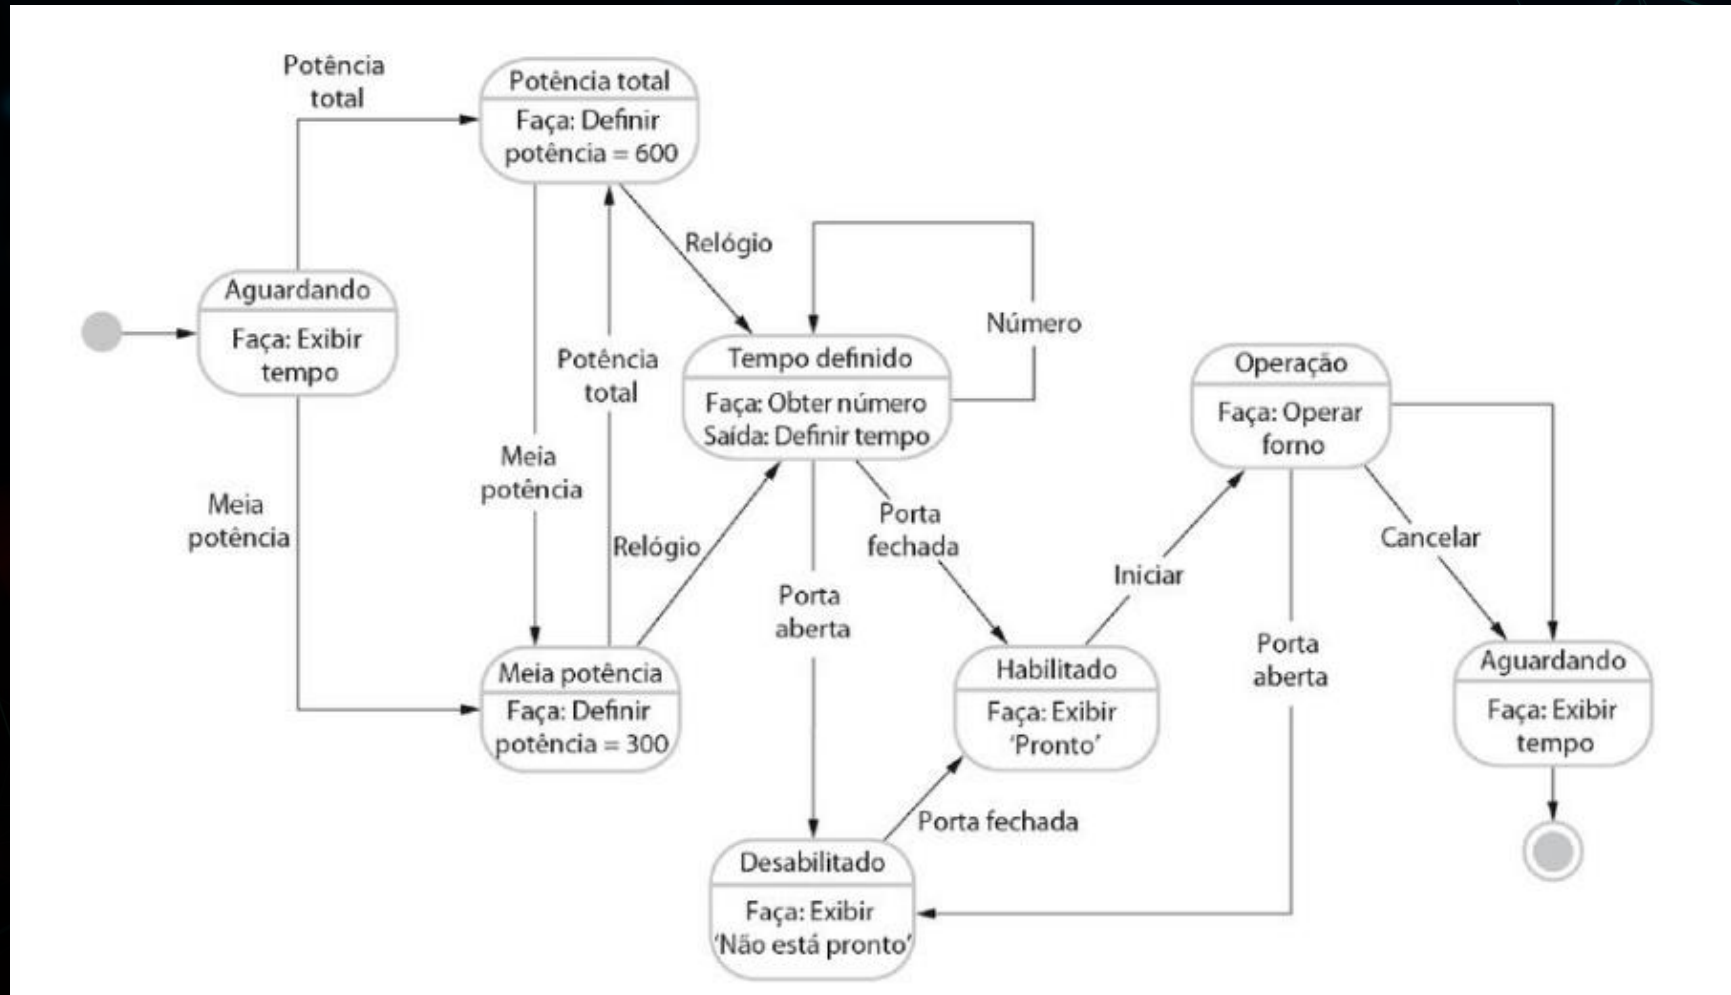 Potência
total
Potência total
Faça: Definir
potência = 600
Relógio
Aguardando
Faça: Exibir
tempo
Número
Potência
total
Tempo definido
Faça: Obter número
Saída: Definir tempo
Operação
Faça: Operar
forno
Meia
potência
Meia
potência
Relógio
Porta
fechada
Cancelar
Iniciar
Porta
aberta
Porta
aberta
Meia potência
Faça: Definir
potência = 300
Habilitado
Faça: Exibir
‘Pronto’
Aguardando
Faça: Exibir
tempo
Porta fechada
Desabilitado
Faça: Exibir
‘Não está pronto’